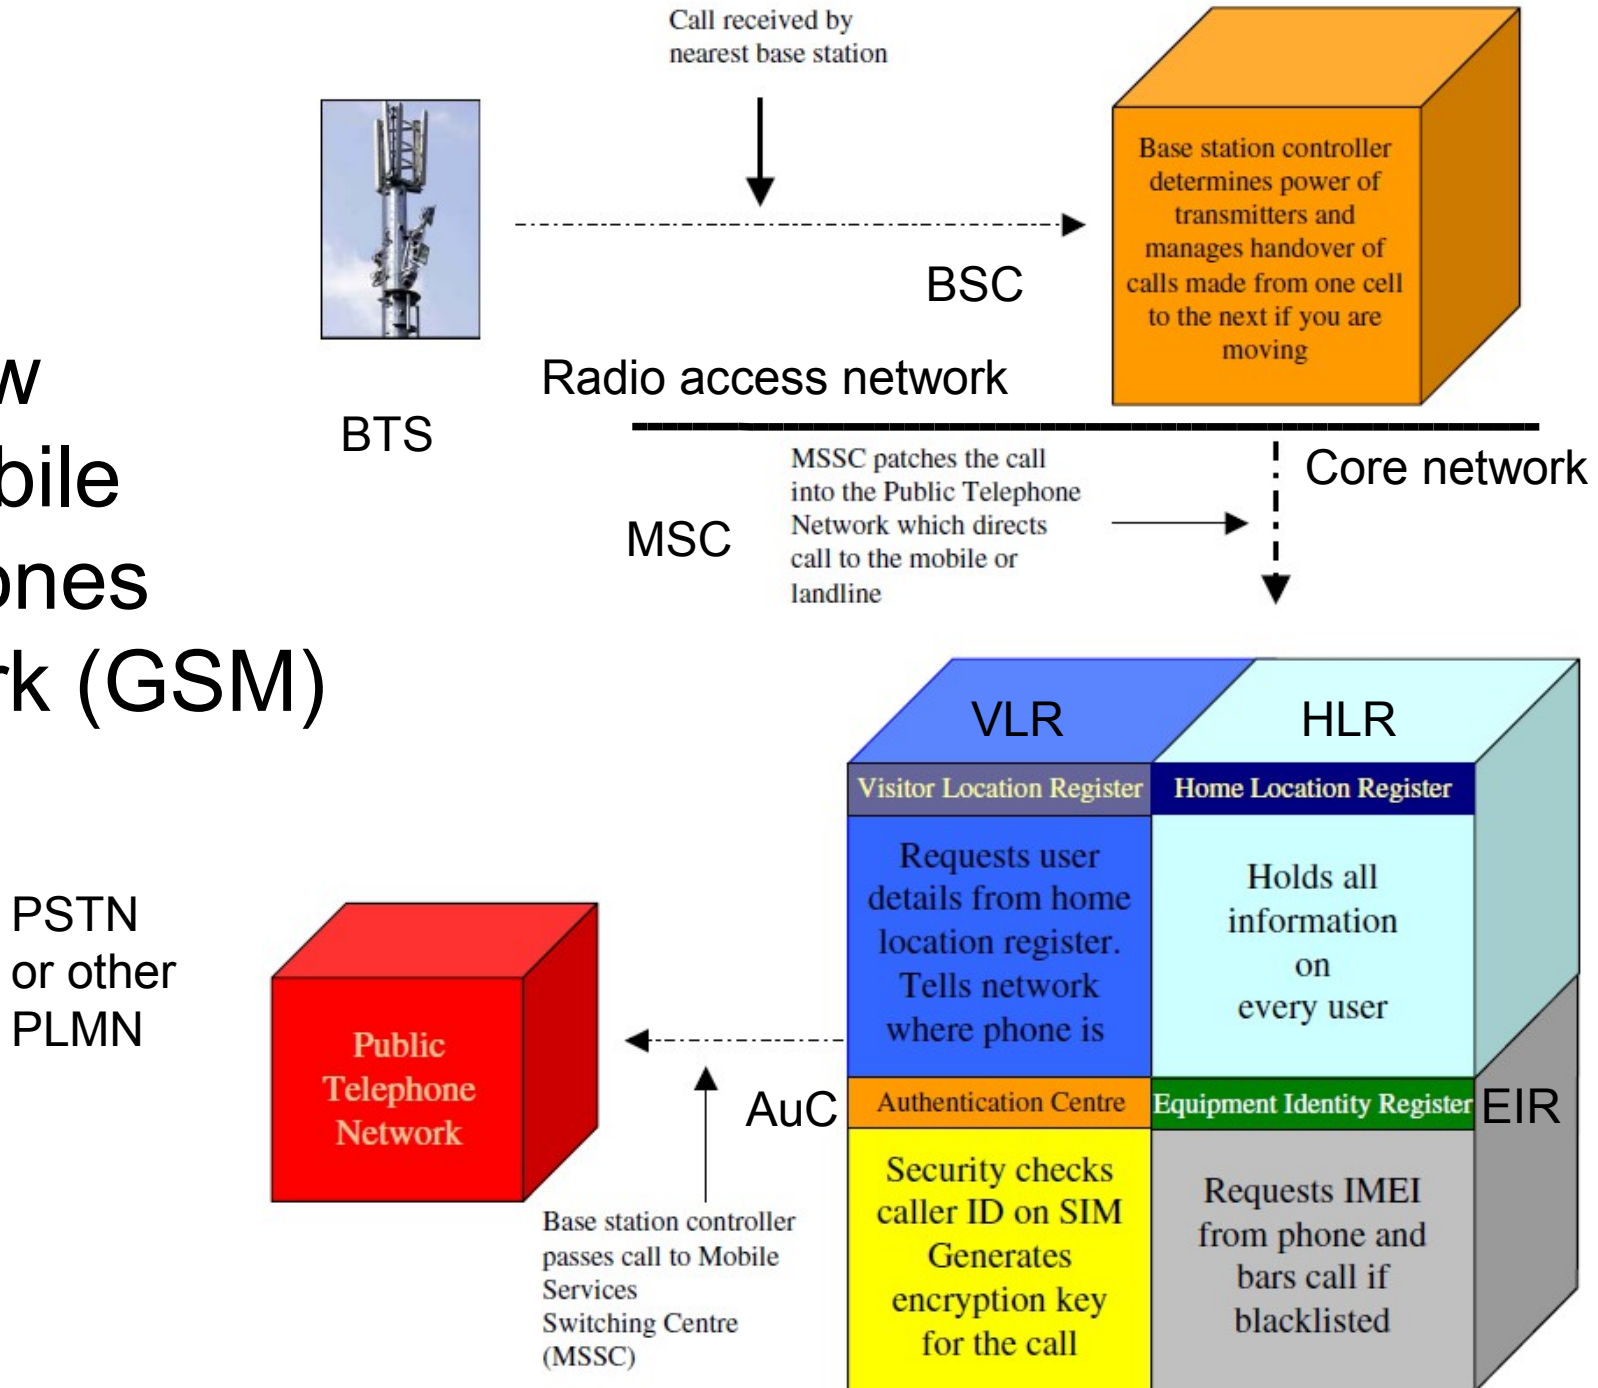 Call received by
nearest base station
Base station controller
determines power of
transmitters and
manages handover of
calls made from one cell
to the next if you are
moving
BSC
Radio access network
BTS
w
bile
ones
rk (GSM)
MSSC patches the call
into the Public Telephone
Network which directs
call to the mobile or
landline
MSC
Core network
VLR
HLR
Visitor Location Register
Home Location Register
Requests user
details from home
location register.
Tells network
where phone is
Holds all
information
on
every user
PSTN
or other
PLMN
Public
Telephone
Network
AuC
Authentication Centre
Equipment Identity Register
EIR
Security checks
caller ID on SIM
Generates
encryption key
for the call
Requests IMEI
from phone and
bars call if
blacklisted
Base station controller
passes call to Mobile
Services
Switching Centre
(MSSC)